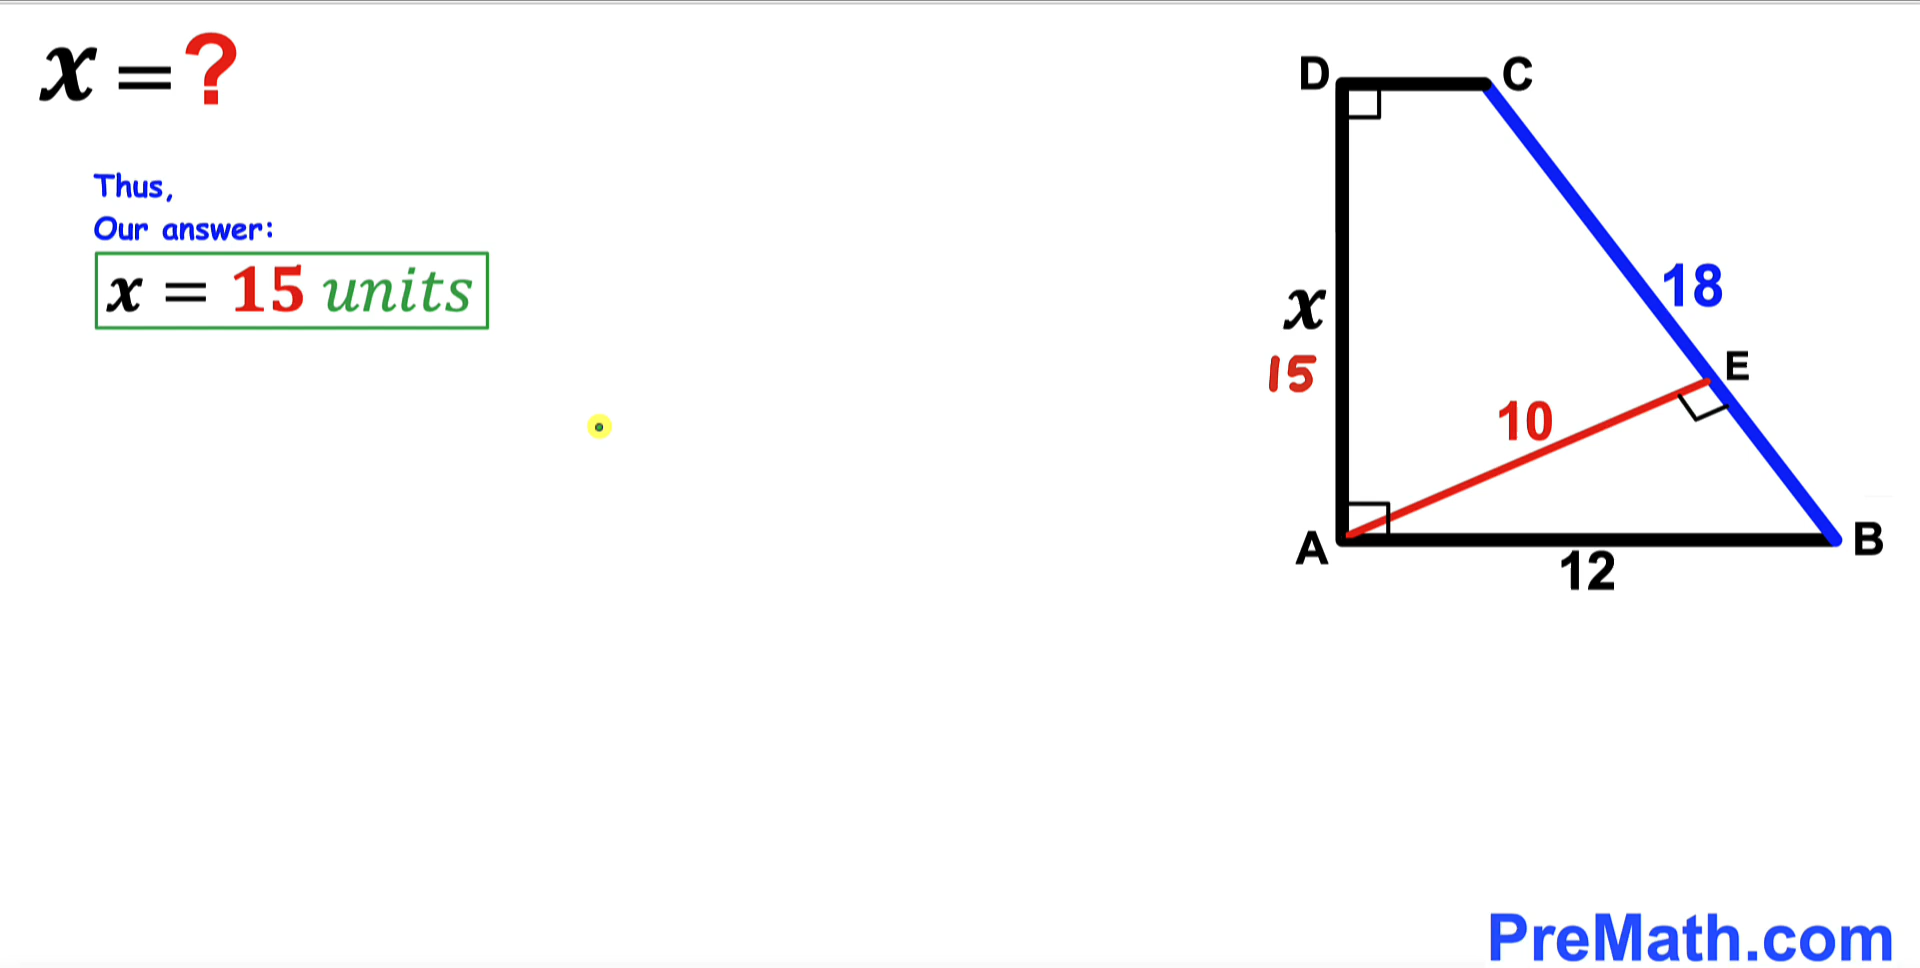 x = ?
Thus,
Our answer:
x = 15 units
D
C
x
18
15
E
10
A
B
12
PreMath.com